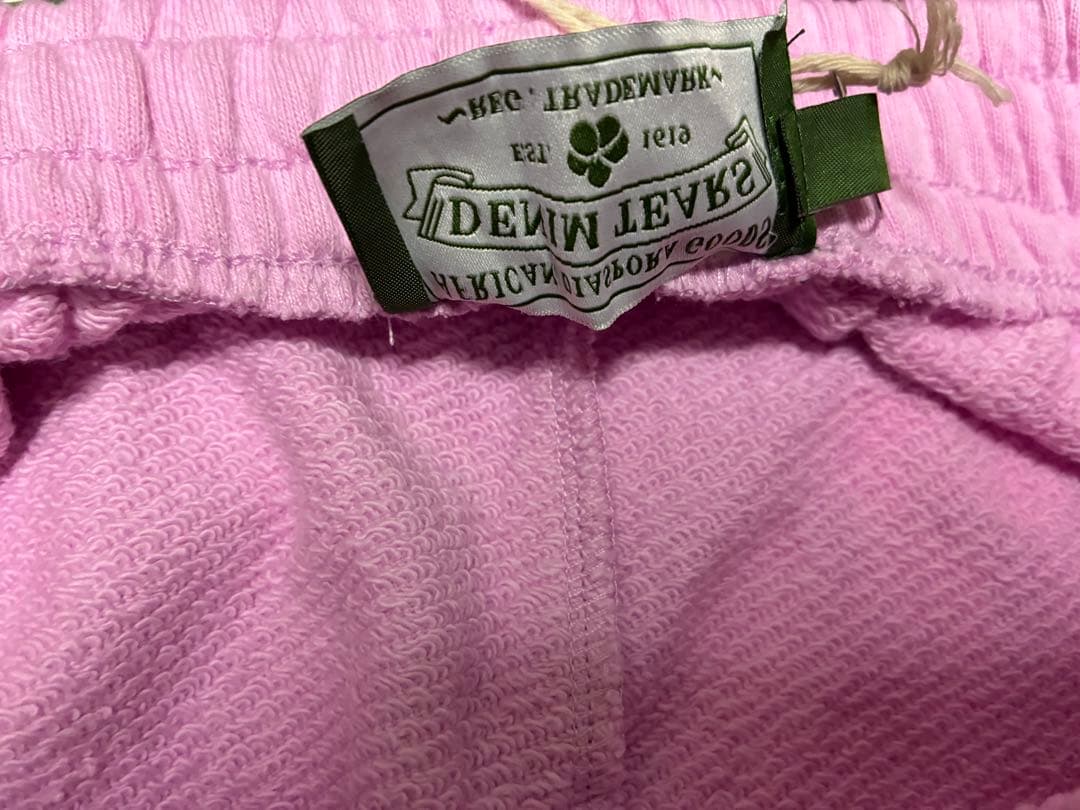 AFRICAN DIASPORA GOODS
DENIM TEARS
EST. 1619
REG. TRADEMARK